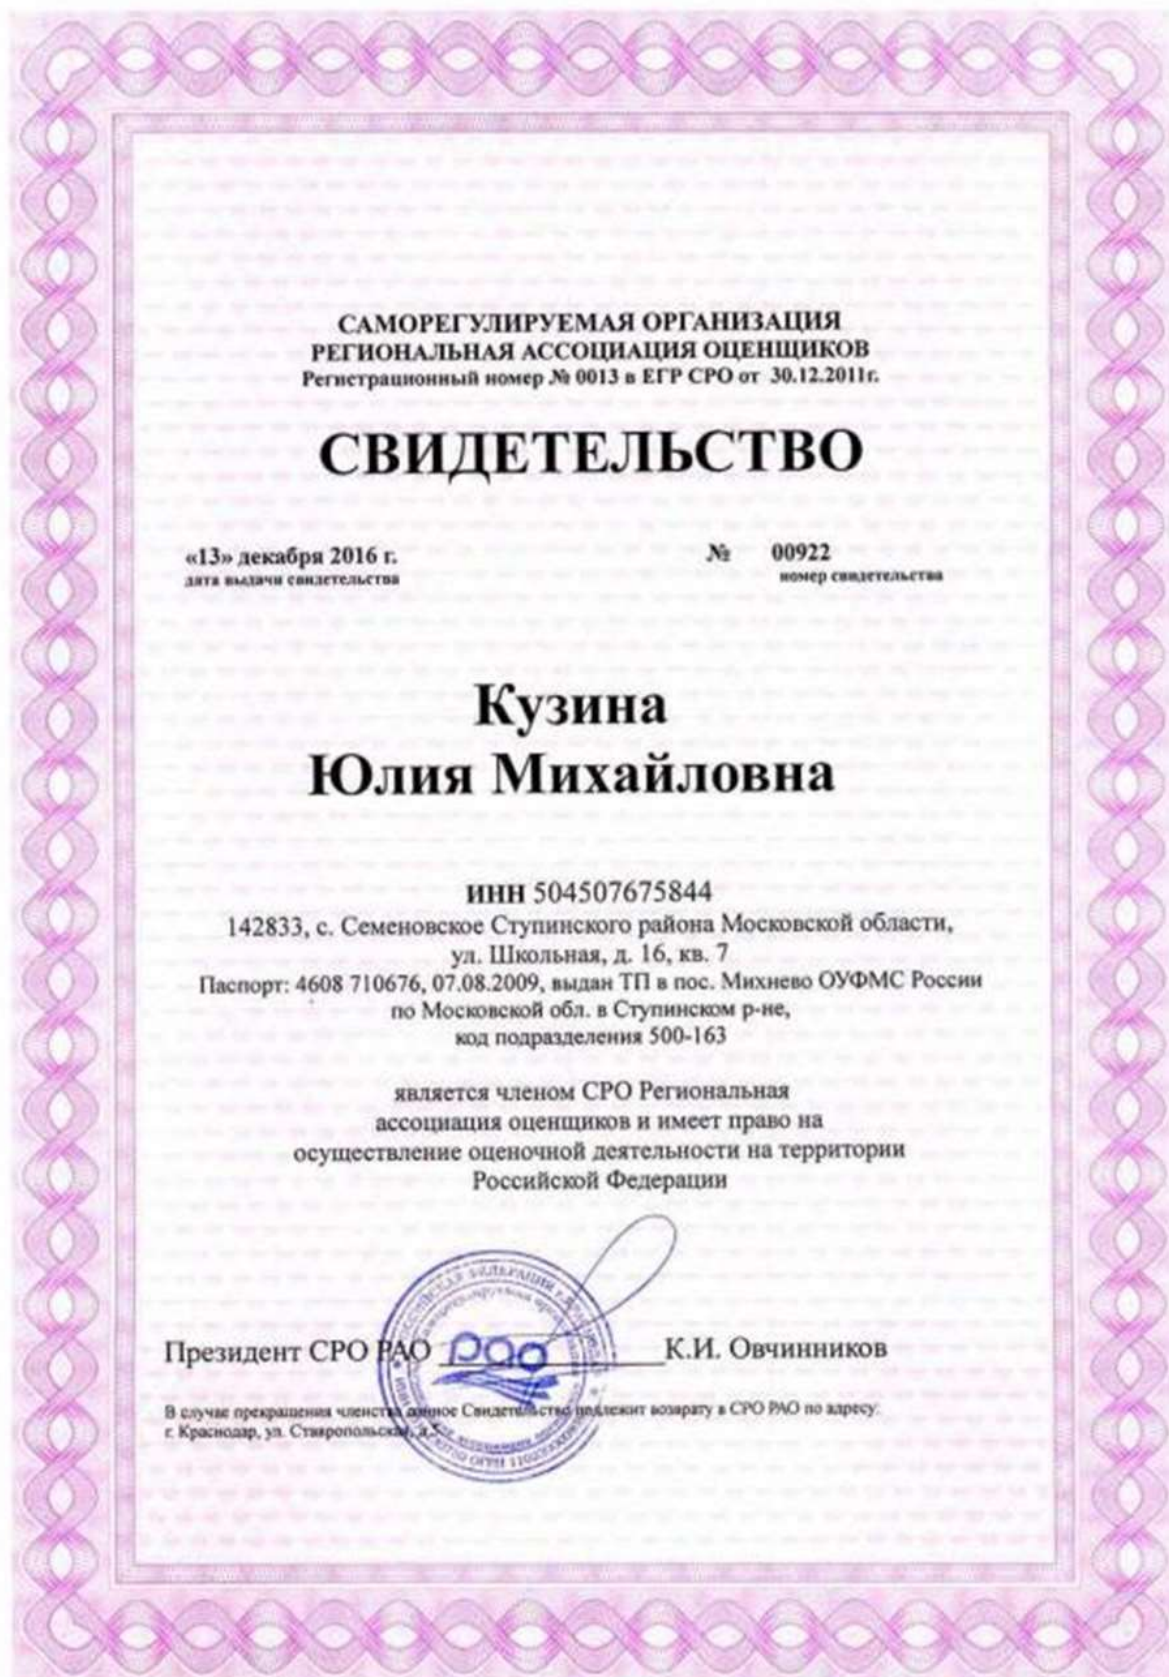 САМОРЕГУЛИРУЕМАЯ ОРГАНИЗАЦИЯ
РЕГИОНАЛЬНАЯ АССОЦИАЦИЯ ОЦЕНЩИКОВ
Регистрационный номер № 0013 в ЕГР СРО от 30.12.2011г.
СВИДЕТЕЛЬСТВО
«13» декабря 2016 г. № 00922
дата выдачи свидетельства номер свидетельства
Кузина
Юлия Михайловна
ИНН 504507675844
142833, с. Семеновское Ступинского района Московской области,
ул. Школьная, д. 16, кв. 7
Паспорт: 4608 710676, 07.08.2009, выдан ТП в пос. Михнево ОУФМС России
по Московской обл. в Ступинском р-не,
код подразделения 500-163
является членом СРО Региональная
ассоциация оценщиков и имеет право на
осуществление оценочной деятельности на территории
Российской Федерации
Президент СРО РАО К.И. Овчинников
РАО
В случае прекращения членства данное Свидетельство подлежит возврату в СРО РАО по адресу:
г. Краснодар, ул. Ставропольская, д.5